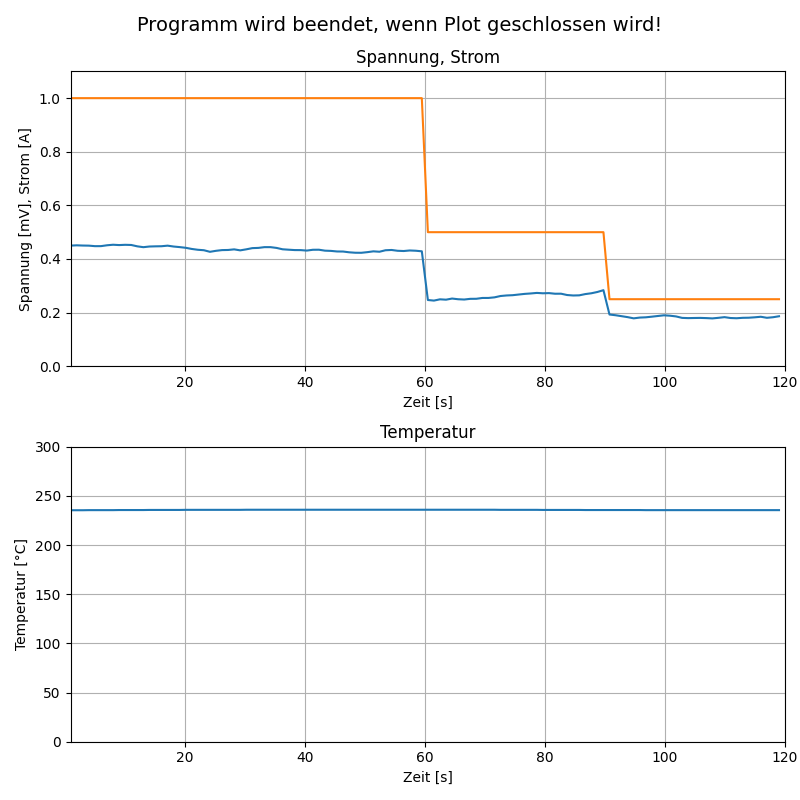 Programm wird beendet, wenn Plot geschlossen wird!
Spannung, Strom
Spannung [mV], Strom [A]
1.0
0.8
0.6
0.4
0.2
0.0
20 40 60 80 100 120
Zeit [s]
Temperatur
Temperatur [°C]
300
250
200
150
100
50
0
20 40 60 80 100 120
Zeit [s]